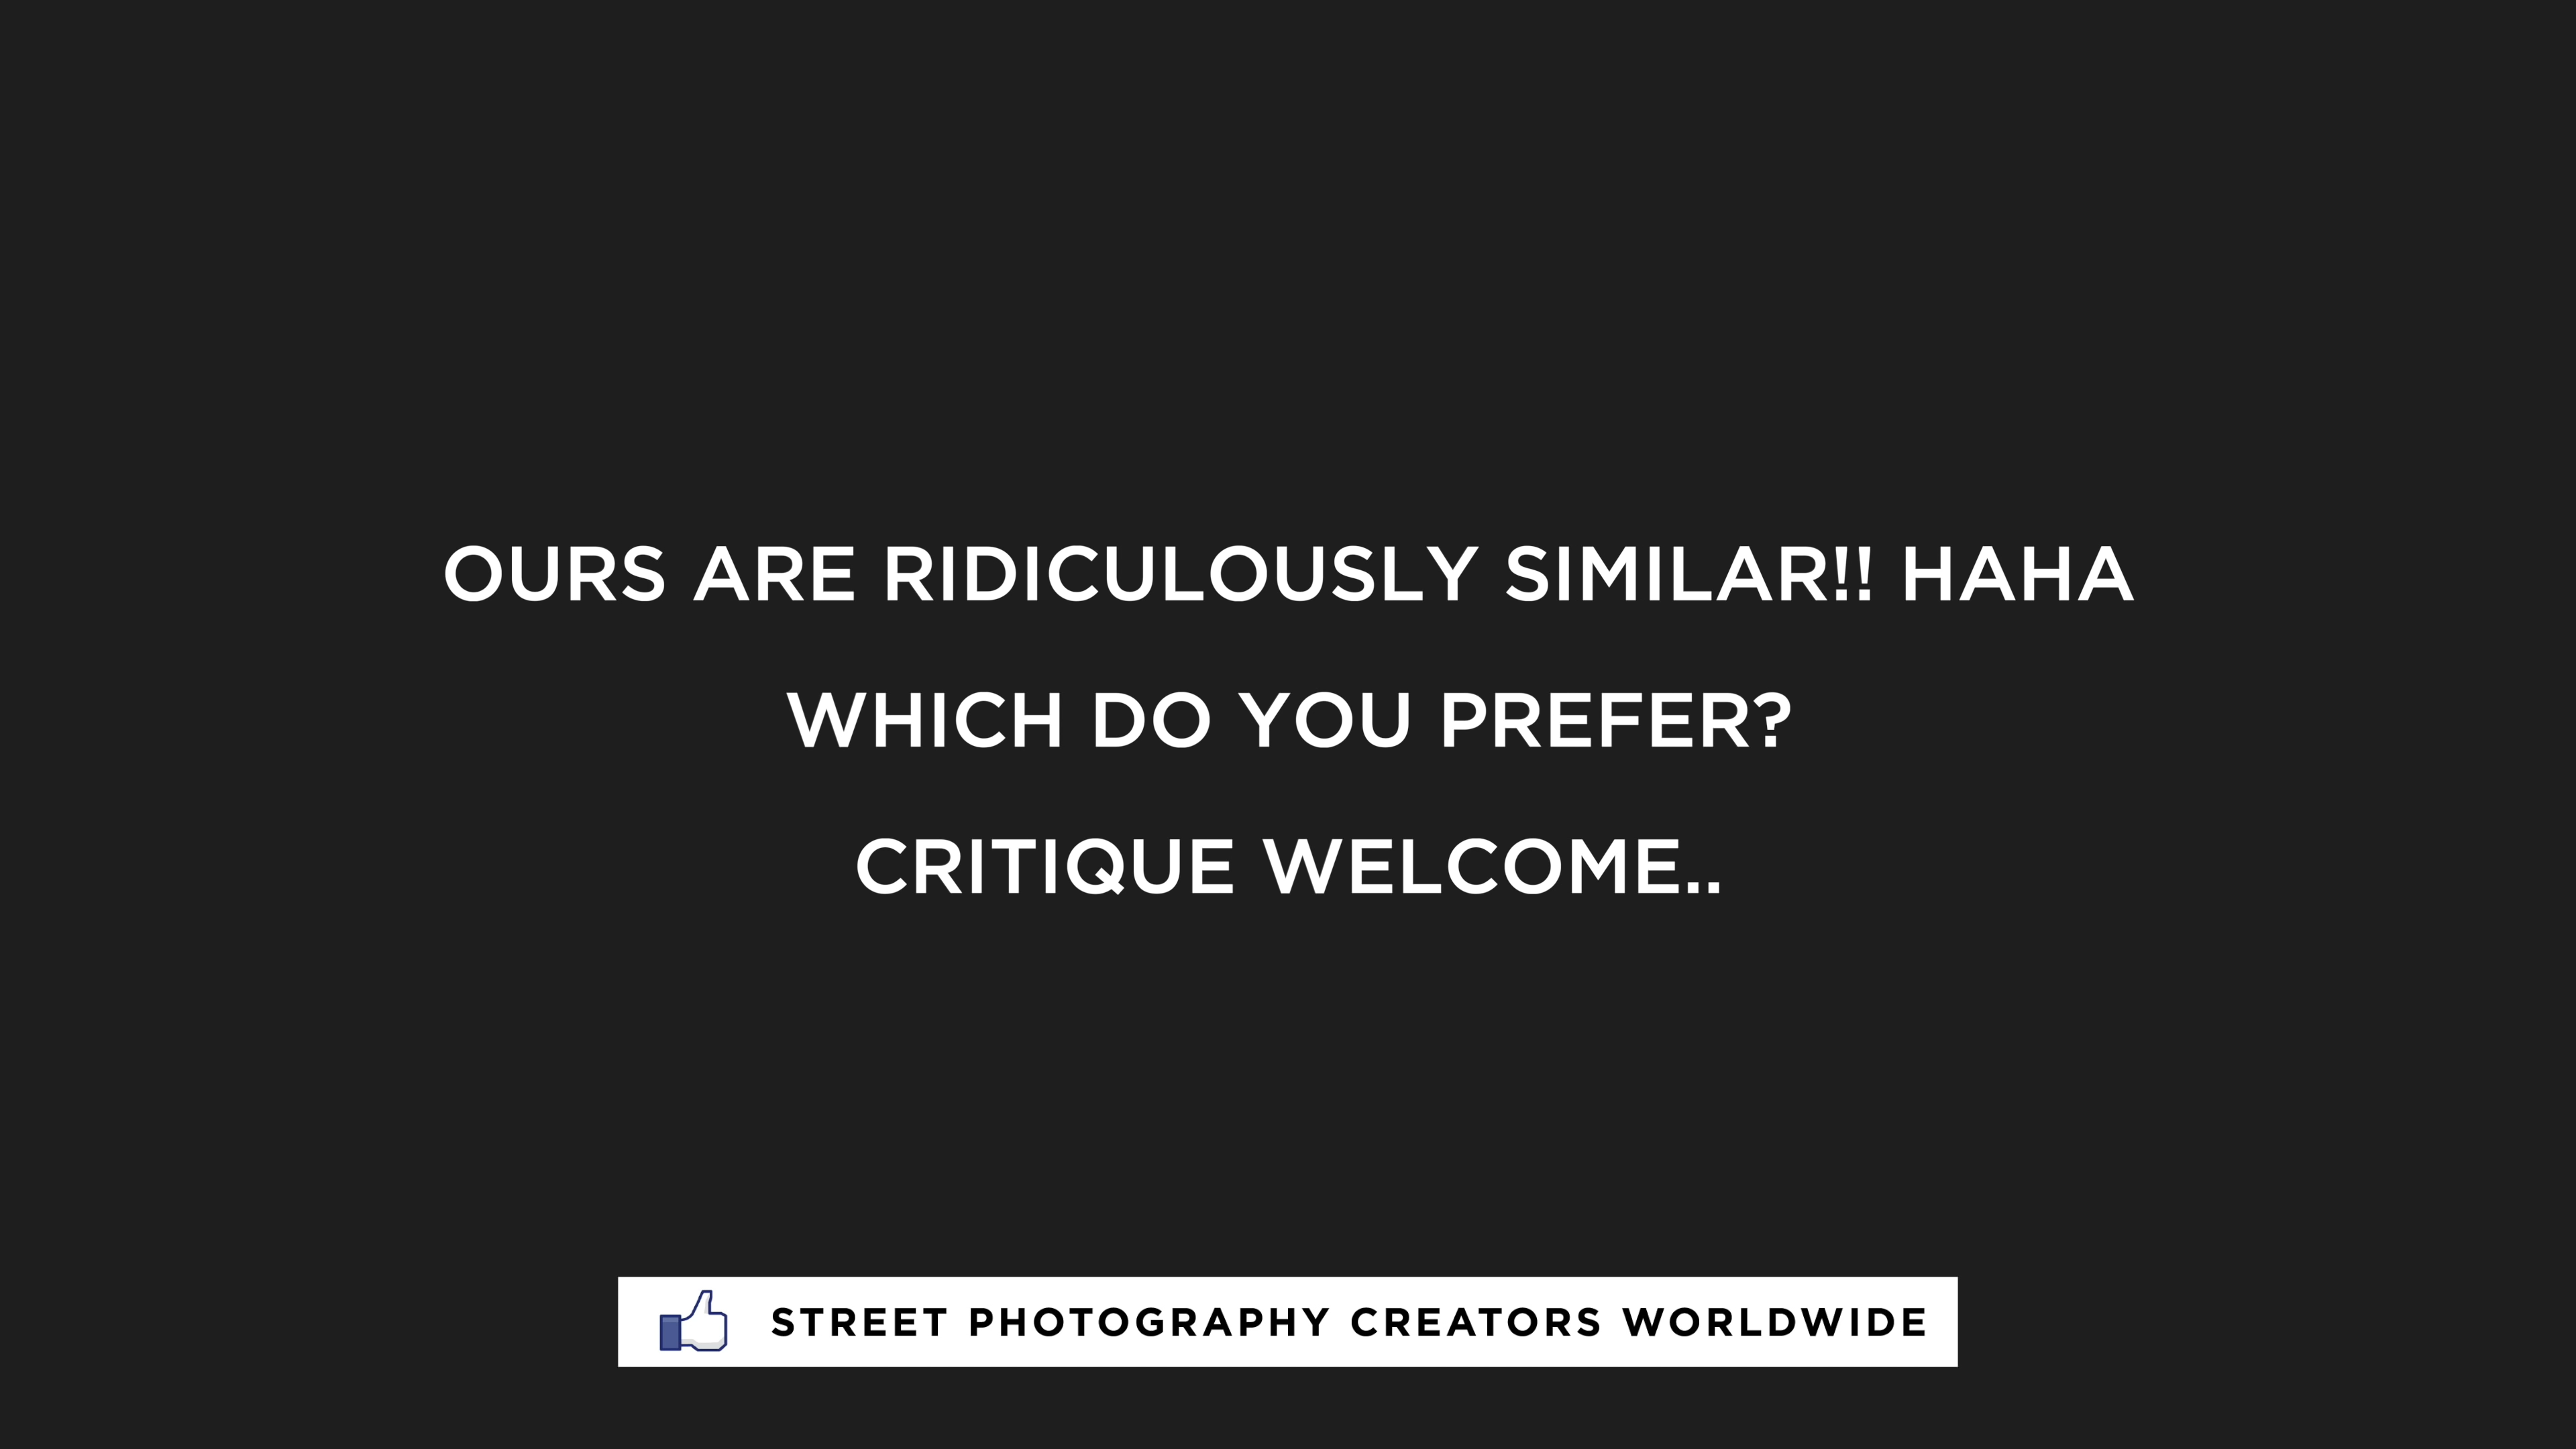 OURS ARE RIDICULOUSLY SIMILAR!! HAHA
WHICH DO YOU PREFER?
CRITIQUE WELCOME..
STREET PHOTOGRAPHY CREATORS WORLDWIDE